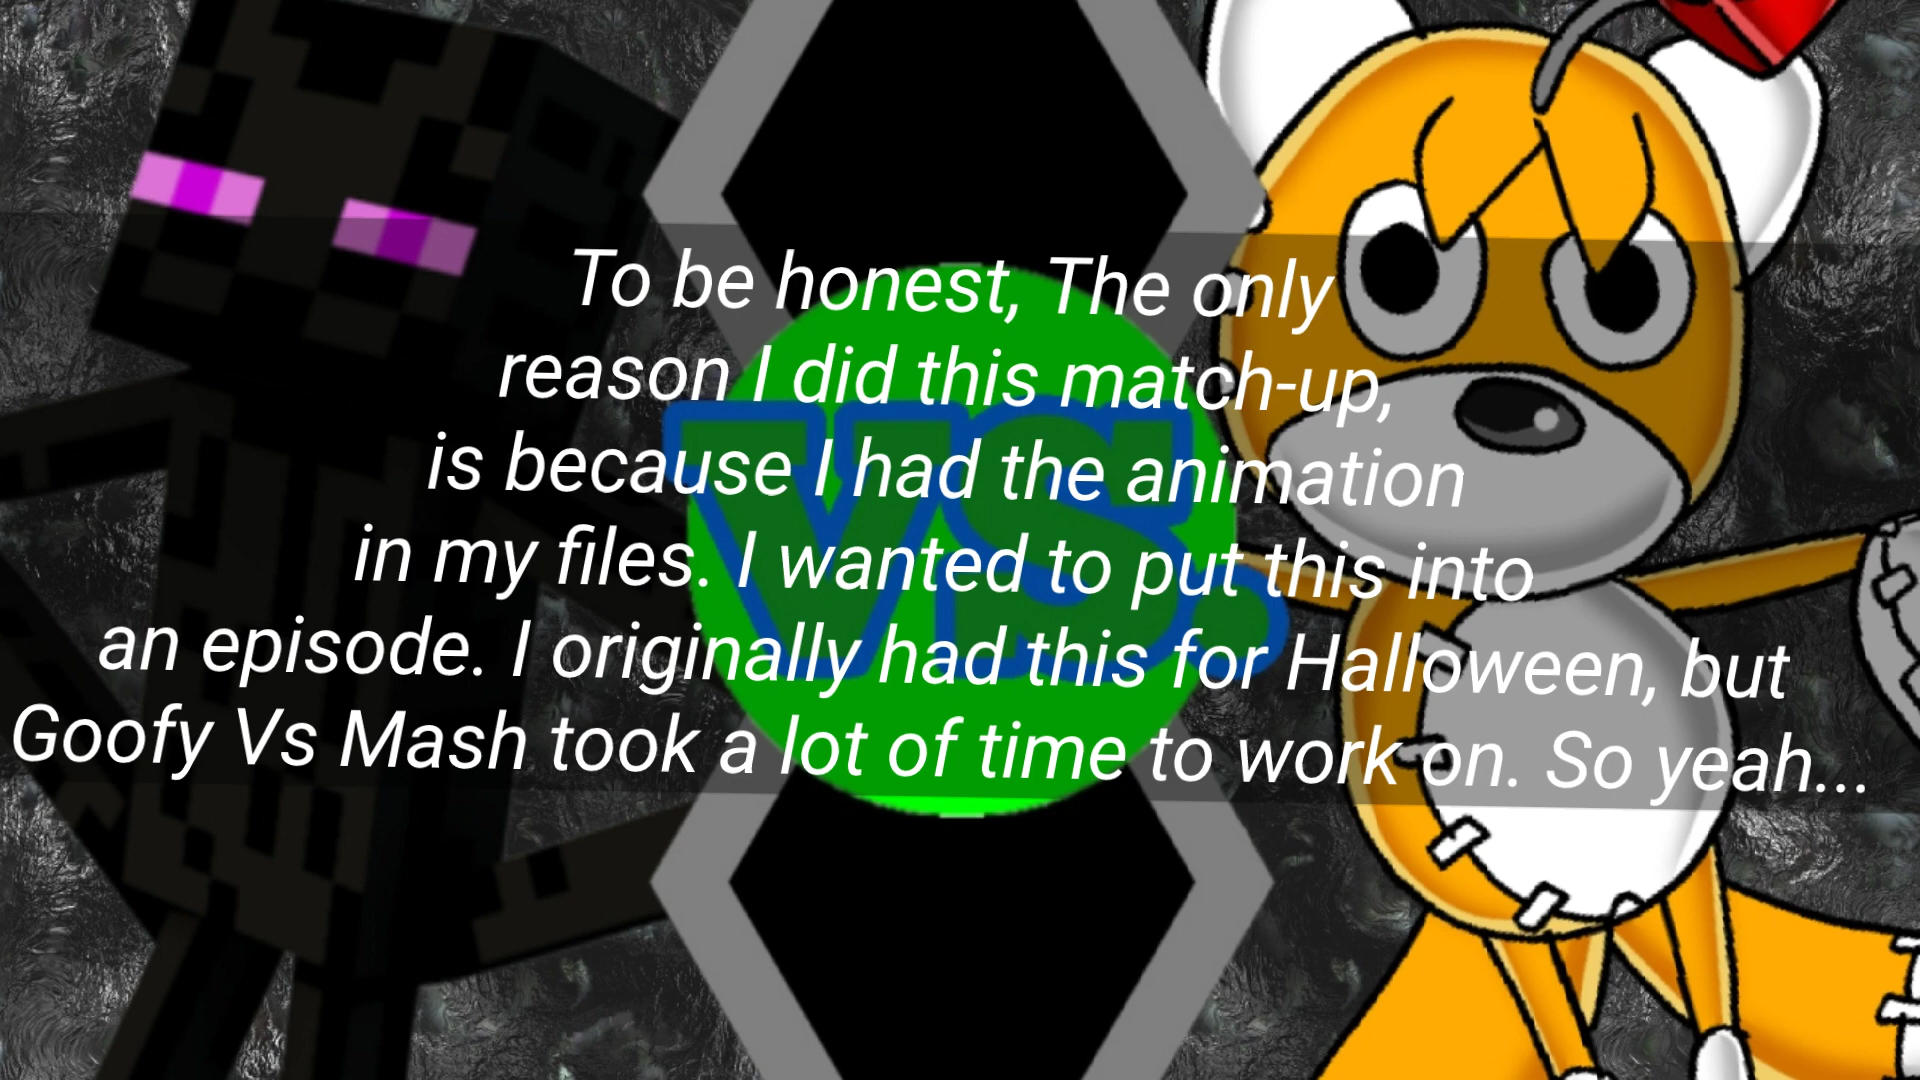 To be honest, The only
reason I did this match-up,
is because I had the animation
in my files. I wanted to put this into
an episode. I originally had this for Halloween, but
Goofy Vs Mash took a lot of time to work on. So yeah...
VS.